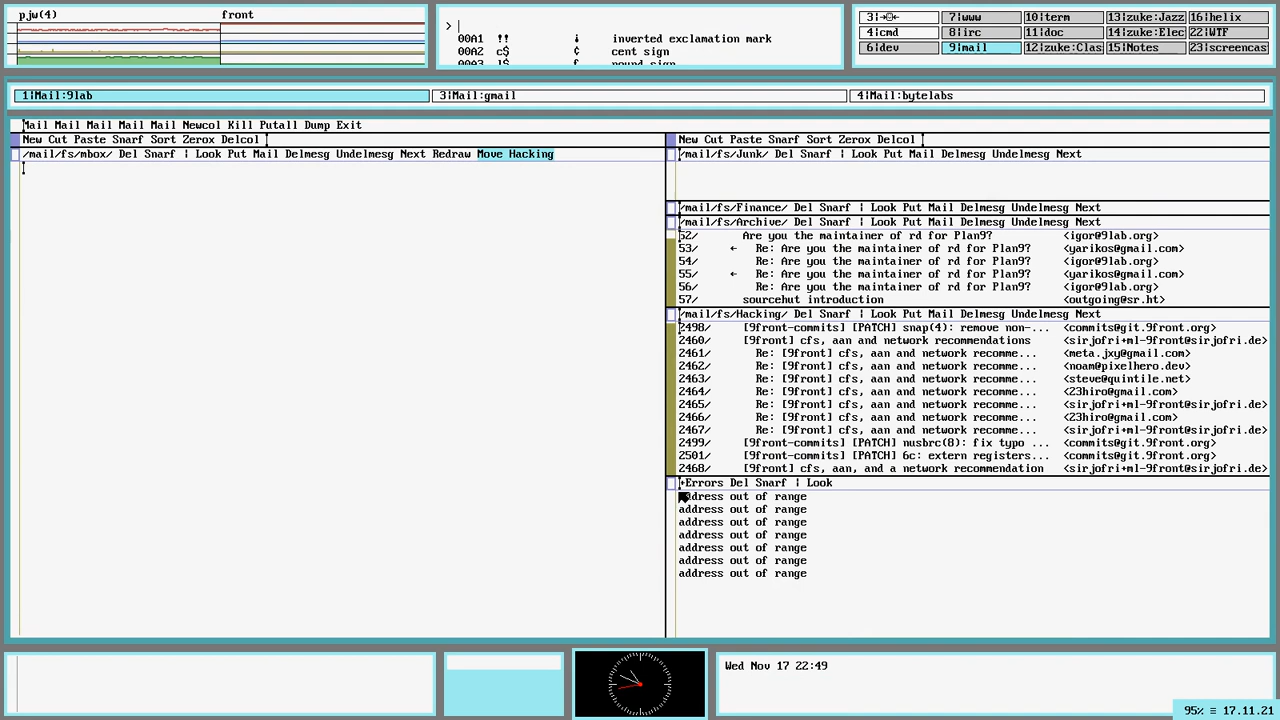 pjw(4) front
>
00A1 !! ¡ inverted exclamation mark
00A2 c$ ¢ cent sign
3¦→O← 7¦www 10¦term 13¦zuke:Jazz 16¦helix
4¦cmd 8¦irc 11¦doc 14¦zuke:Elec 22¦WTF
6¦dev 9¦mail 12¦zuke:Clas 15¦Notes 23¦screencas
1¦Mail:9lab 3¦Mail:gmail 4¦Mail:bytelabs
Mail Mail Mail Mail Mail Newcol Kill Putall Dump Exit
New Cut Paste Snarf Sort Zerox Delcol
/mail/fs/mbox/ Del Snarf ¦ Look Put Mail Delmesg Undelmesg Next Redraw Move Hacking
New Cut Paste Snarf Sort Zerox Delcol
/mail/fs/Junk/ Del Snarf ¦ Look Put Mail Delmesg Undelmesg Next
/mail/fs/Finance/ Del Snarf ¦ Look Put Mail Delmesg Undelmesg Next
/mail/fs/Archive/ Del Snarf ¦ Look Put Mail Delmesg Undelmesg Next
52/ Are you the maintainer of rd for Plan9? <igor@9lab.org>
53/ ← Re: Are you the maintainer of rd for Plan9? <yarikos@gmail.com>
54/ Re: Are you the maintainer of rd for Plan9? <igor@9lab.org>
55/ ← Re: Are you the maintainer of rd for Plan9? <yarikos@gmail.com>
56/ Re: Are you the maintainer of rd for Plan9? <igor@9lab.org>
57/ sourcehut introduction <outgoing@sr.ht>
/mail/fs/Hacking/ Del Snarf ¦ Look Put Mail Delmesg Undelmesg Next
2498/ [9front-commits] [PATCH] snap(4): remove non-... <commits@git.9front.org>
2460/ [9front] cfs, aan and network recommendations <sirjofri+ml-9front@sirjofri.de>
2461/ Re: [9front] cfs, aan and network recomme... <meta.jxy@gmail.com>
2462/ Re: [9front] cfs, aan and network recomme... <noam@pixelhero.dev>
2463/ Re: [9front] cfs, aan and network recomme... <steve@quintile.net>
2464/ Re: [9front] cfs, aan and network recomme... <23hiro@gmail.com>
2465/ Re: [9front] cfs, aan and network recomme... <sirjofri+ml-9front@sirjofri.de>
2466/ Re: [9front] cfs, aan and network recomme... <23hiro@gmail.com>
2467/ Re: [9front] cfs, aan and network recomme... <sirjofri+ml-9front@sirjofri.de>
2499/ [9front-commits] [PATCH] nusbrc(8): fix typo ... <commits@git.9front.org>
2501/ [9front-commits] [PATCH] 6c: extern registers... <commits@git.9front.org>
2468/ [9front] cfs, aan, and a network recommendation <sirjofri+ml-9front@sirjofri.de>
+Errors Del Snarf ¦ Look
address out of range
address out of range
address out of range
address out of range
address out of range
address out of range
address out of range
Wed Nov 17 22:49
95% ≡ 17.11.21